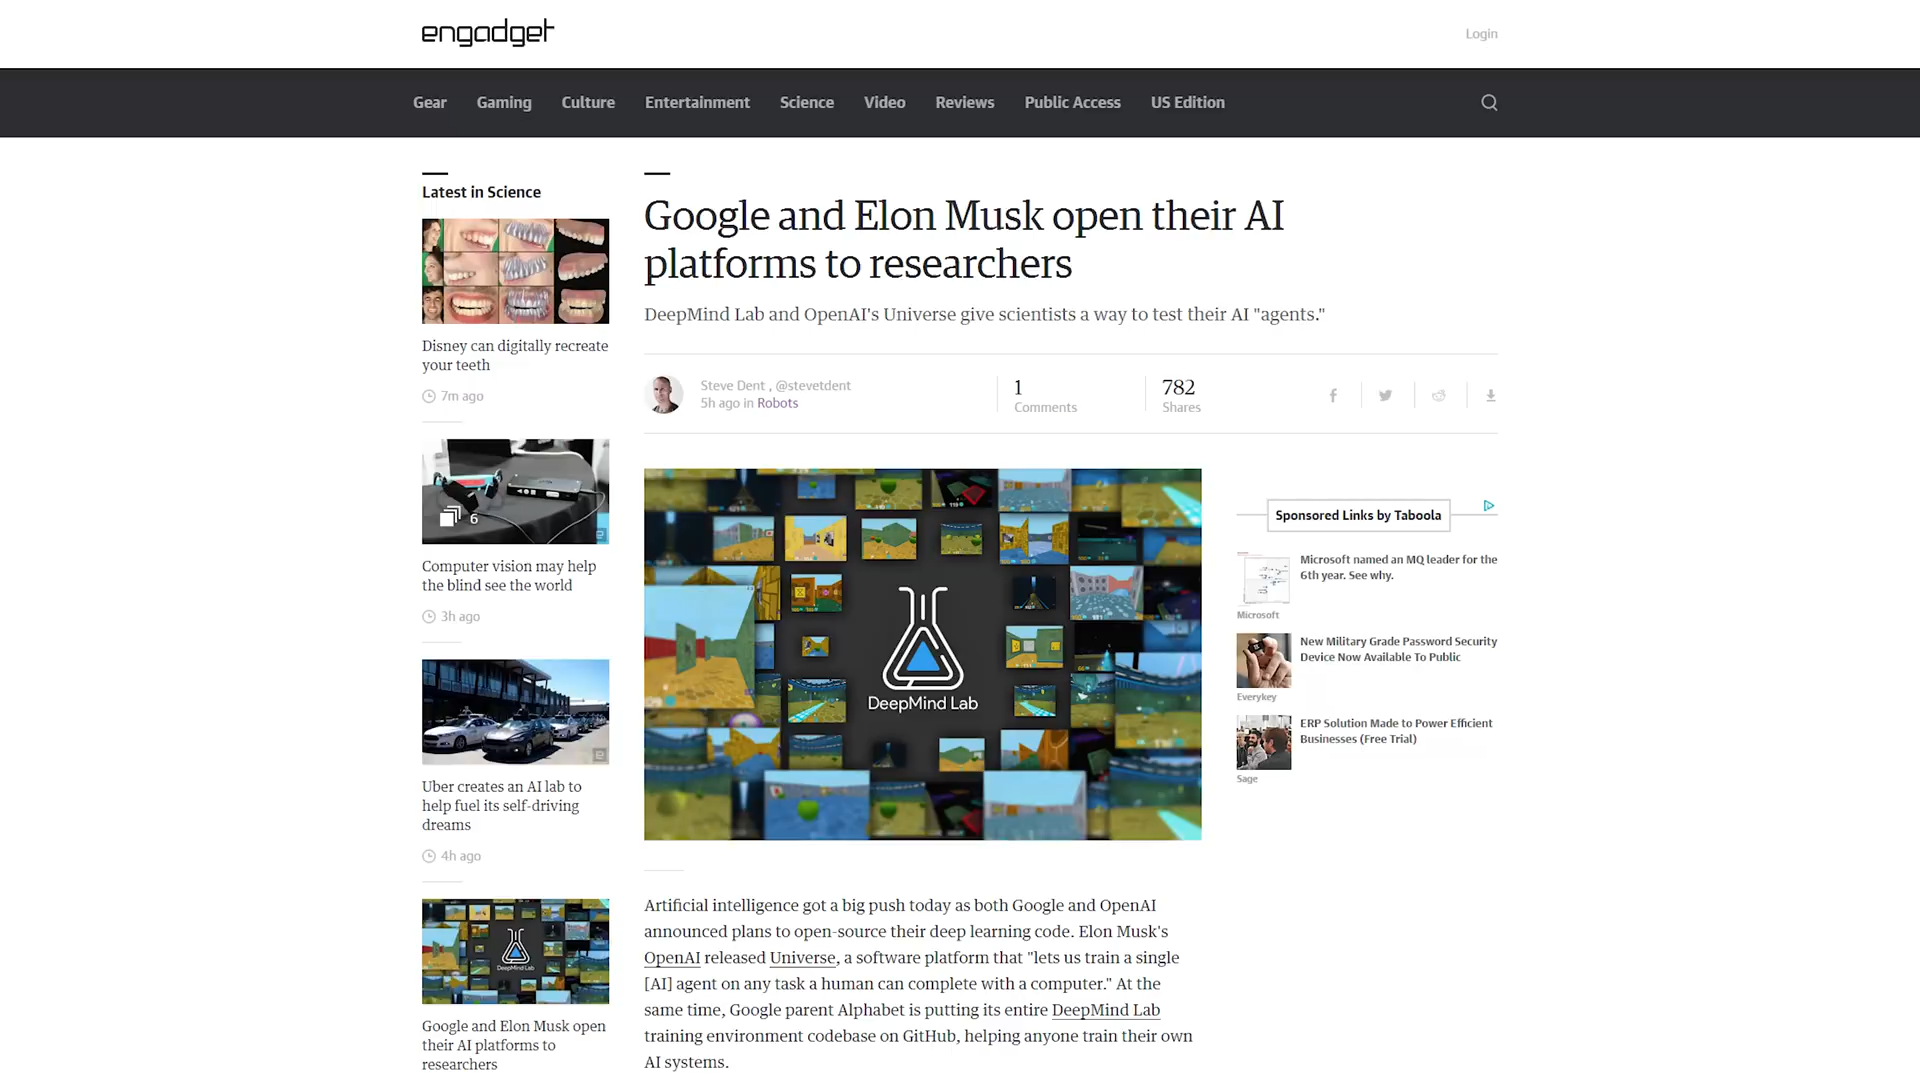 engadget
Login
Gear
Gaming
Culture
Entertainment
Science
Video
Reviews
Public Access
US Edition
Latest in Science
Disney can digitally recreate
your teeth
7m ago
6
Computer vision may help
the blind see the world
3h ago
Uber creates an AI lab to
help fuel its self-driving
dreams
4h ago
DeepMind Lab
Google and Elon Musk open
their AI platforms to
researchers
Google and Elon Musk open their AI
platforms to researchers
DeepMind Lab and OpenAI's Universe give scientists a way to test their AI "agents."
Steve Dent , @stevetdent
5h ago in Robots
1
Comments
782
Shares
DeepMind Lab
Artificial intelligence got a big push today as both Google and OpenAI
announced plans to open-source their deep learning code. Elon Musk's
OpenAI released Universe, a software platform that "lets us train a single
[AI] agent on any task a human can complete with a computer." At the
same time, Google parent Alphabet is putting its entire DeepMind Lab
training environment codebase on GitHub, helping anyone train their own
AI systems.
Sponsored Links by Taboola
Microsoft named an MQ leader for the
6th year. See why.
Microsoft
New Military Grade Password Security
Device Now Available To Public
Everykey
ERP Solution Made to Power Efficient
Businesses (Free Trial)
Sage